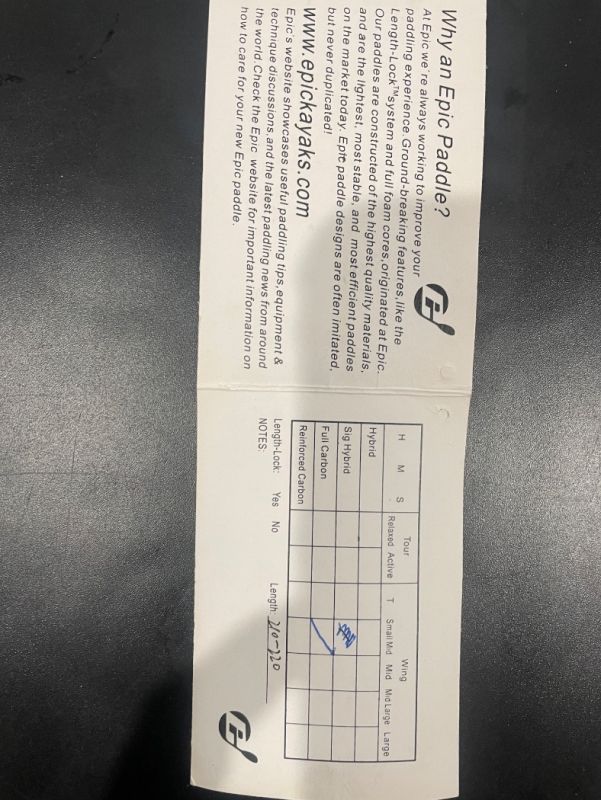 Why an Epic Paddle?
At Epic we're always working to improve your
paddling experience.Ground-breaking features,like the
Length-Lock™system and full foam cores,originated at Epic.
Our paddles are constructed of the highest quality materials,
and are the lightest, most stable, and most efficient paddles
on the market today. Epic paddle designs are often imitated,
but never duplicated!
www.epickayaks.com
Epic's website showcases useful paddling tips,equipment &
technique discussions,and the latest paddling news from around
the world.Check the Epic website for important information on
how to care for your new Epic paddle.
H M S Tour Wing
Relaxed Active T Small Mid Mid Mid Large Large
Hybrid
Sig Hybrid
Full Carbon
Reinforced Carbon
Length-Lock: Yes No Length: 210-220
NOTES: